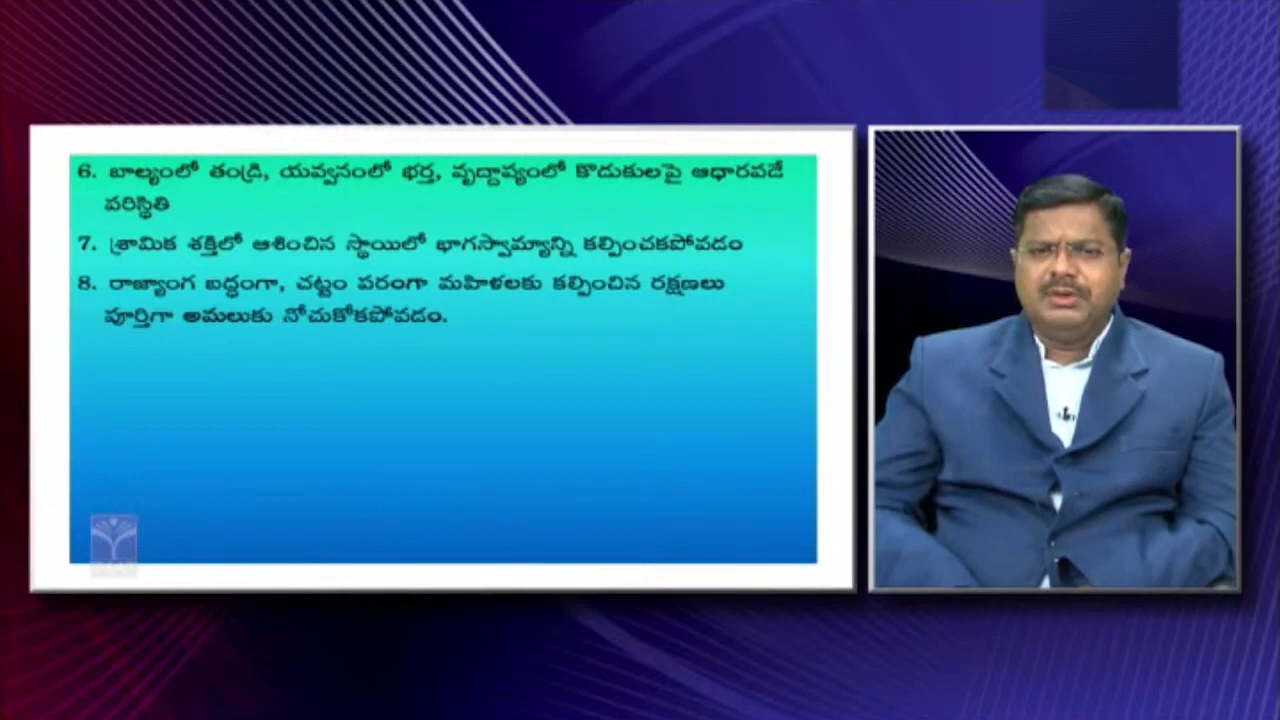 6. బాల్యంలో తండ్రి, యవ్వనంలో భర్త, వృద్దాప్యంలో కొడుకులపై ఆధారపడే
పరిస్థితి
7. శ్రామిక శక్తిలో ఆశించిన స్థాయిలో భాగస్వామ్యాన్ని కల్పించకపోవడం
8. రాజ్యాంగ బద్ధంగా, చట్టం పరంగా మహిళలకు కల్పించిన రక్షణలు
పూర్తిగా అమలుకు నోచుకోకపోవడం.